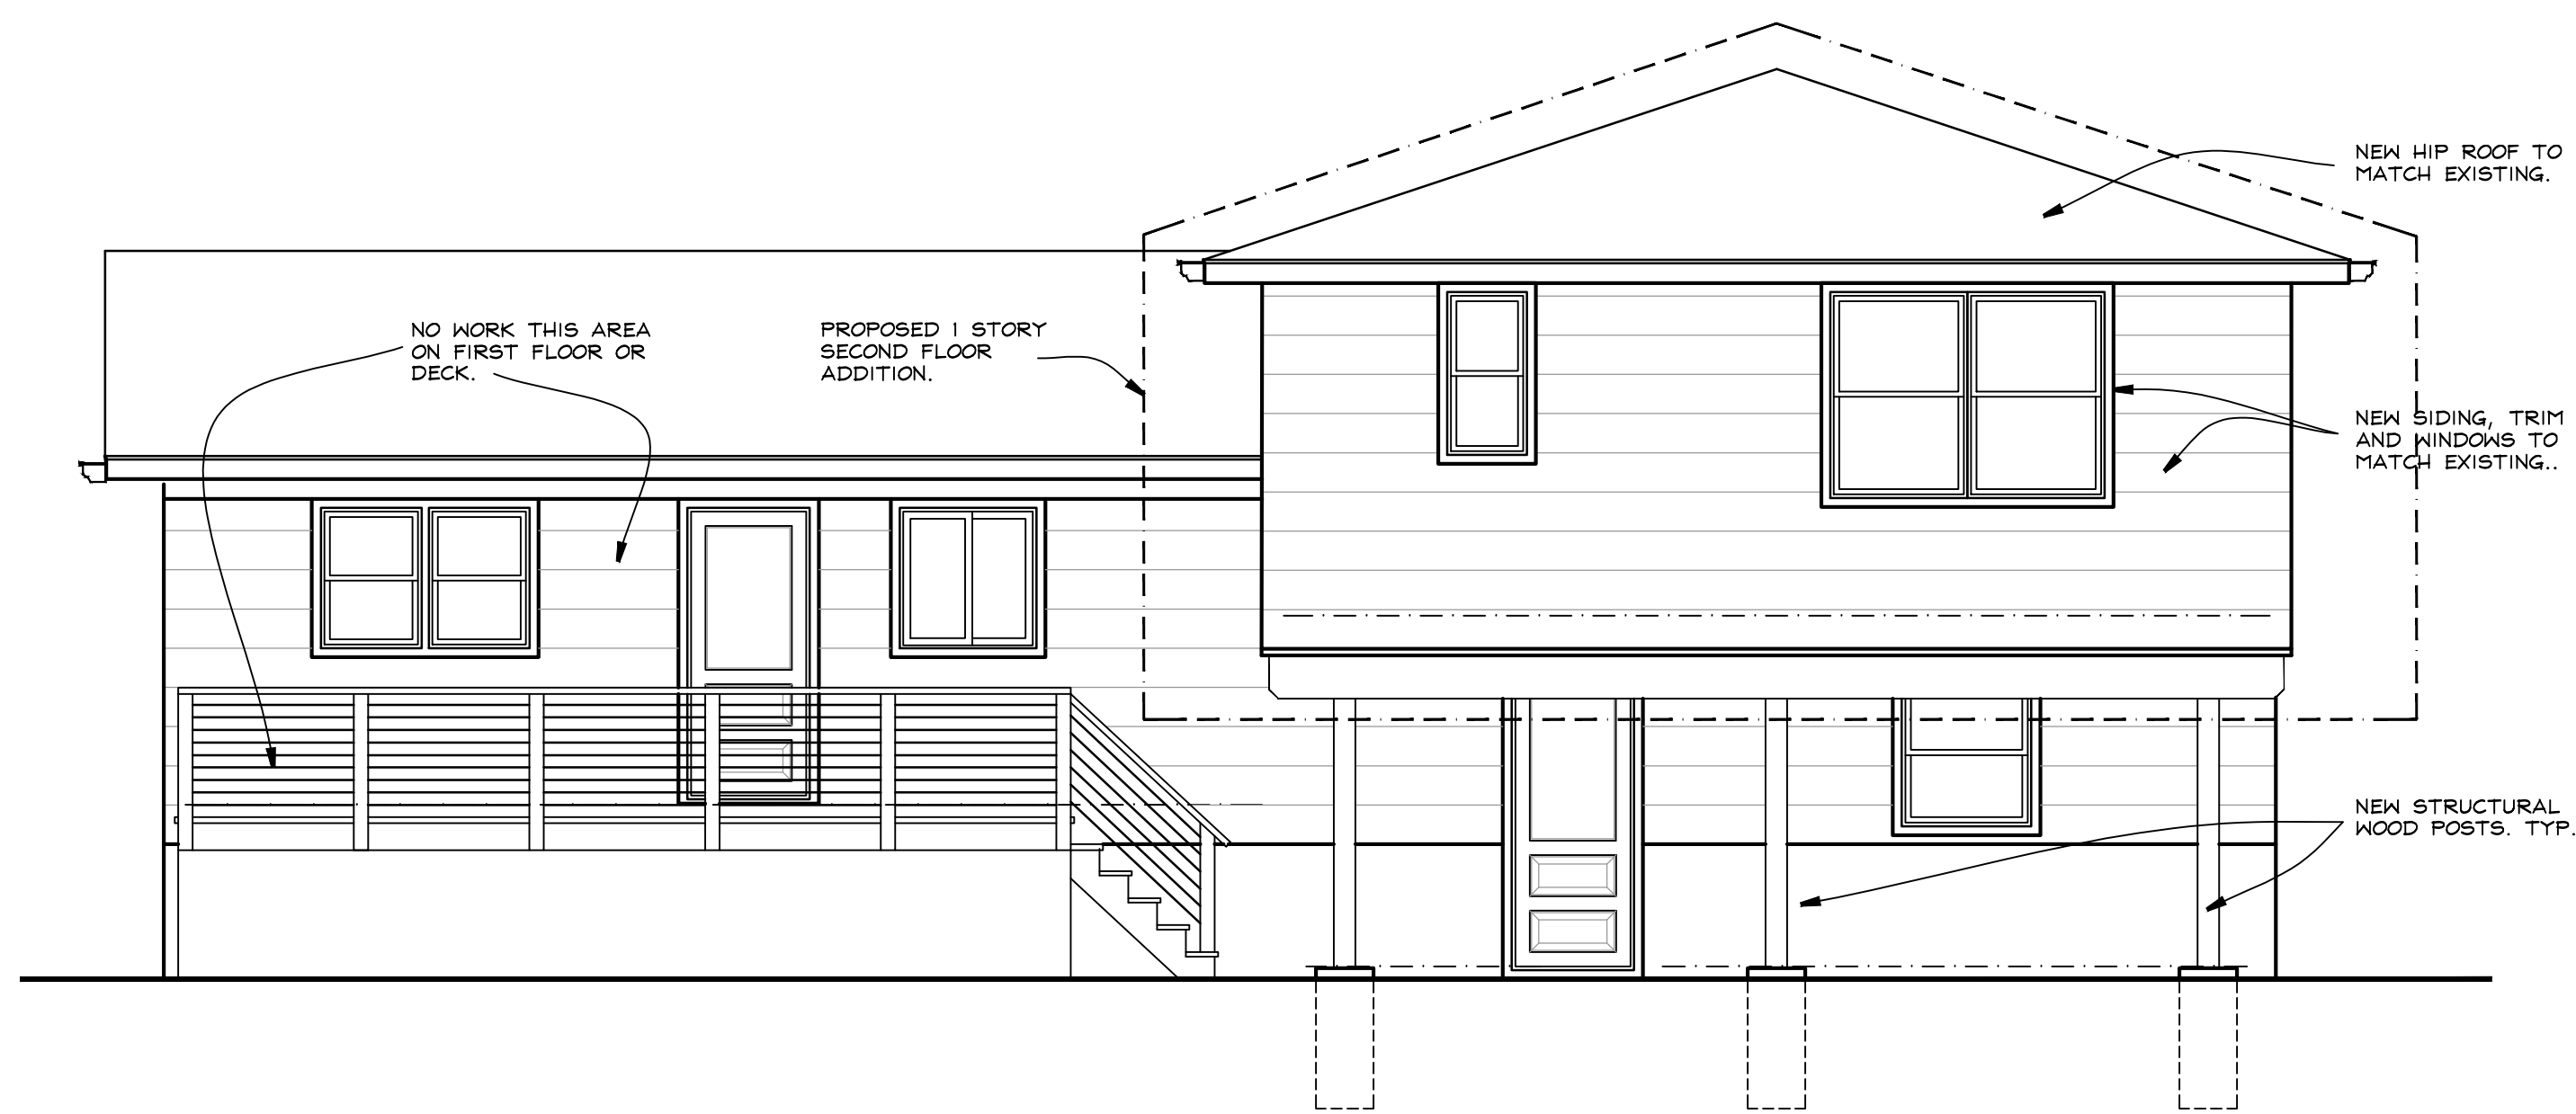 NO WORK THIS AREA
ON FIRST FLOOR OR
DECK.
PROPOSED 1 STORY
SECOND FLOOR
ADDITION.
NEW HIP ROOF TO
MATCH EXISTING.
NEW SIDING, TRIM
AND WINDOWS TO
MATCH EXISTING..
NEW STRUCTURAL
WOOD POSTS. TYP.